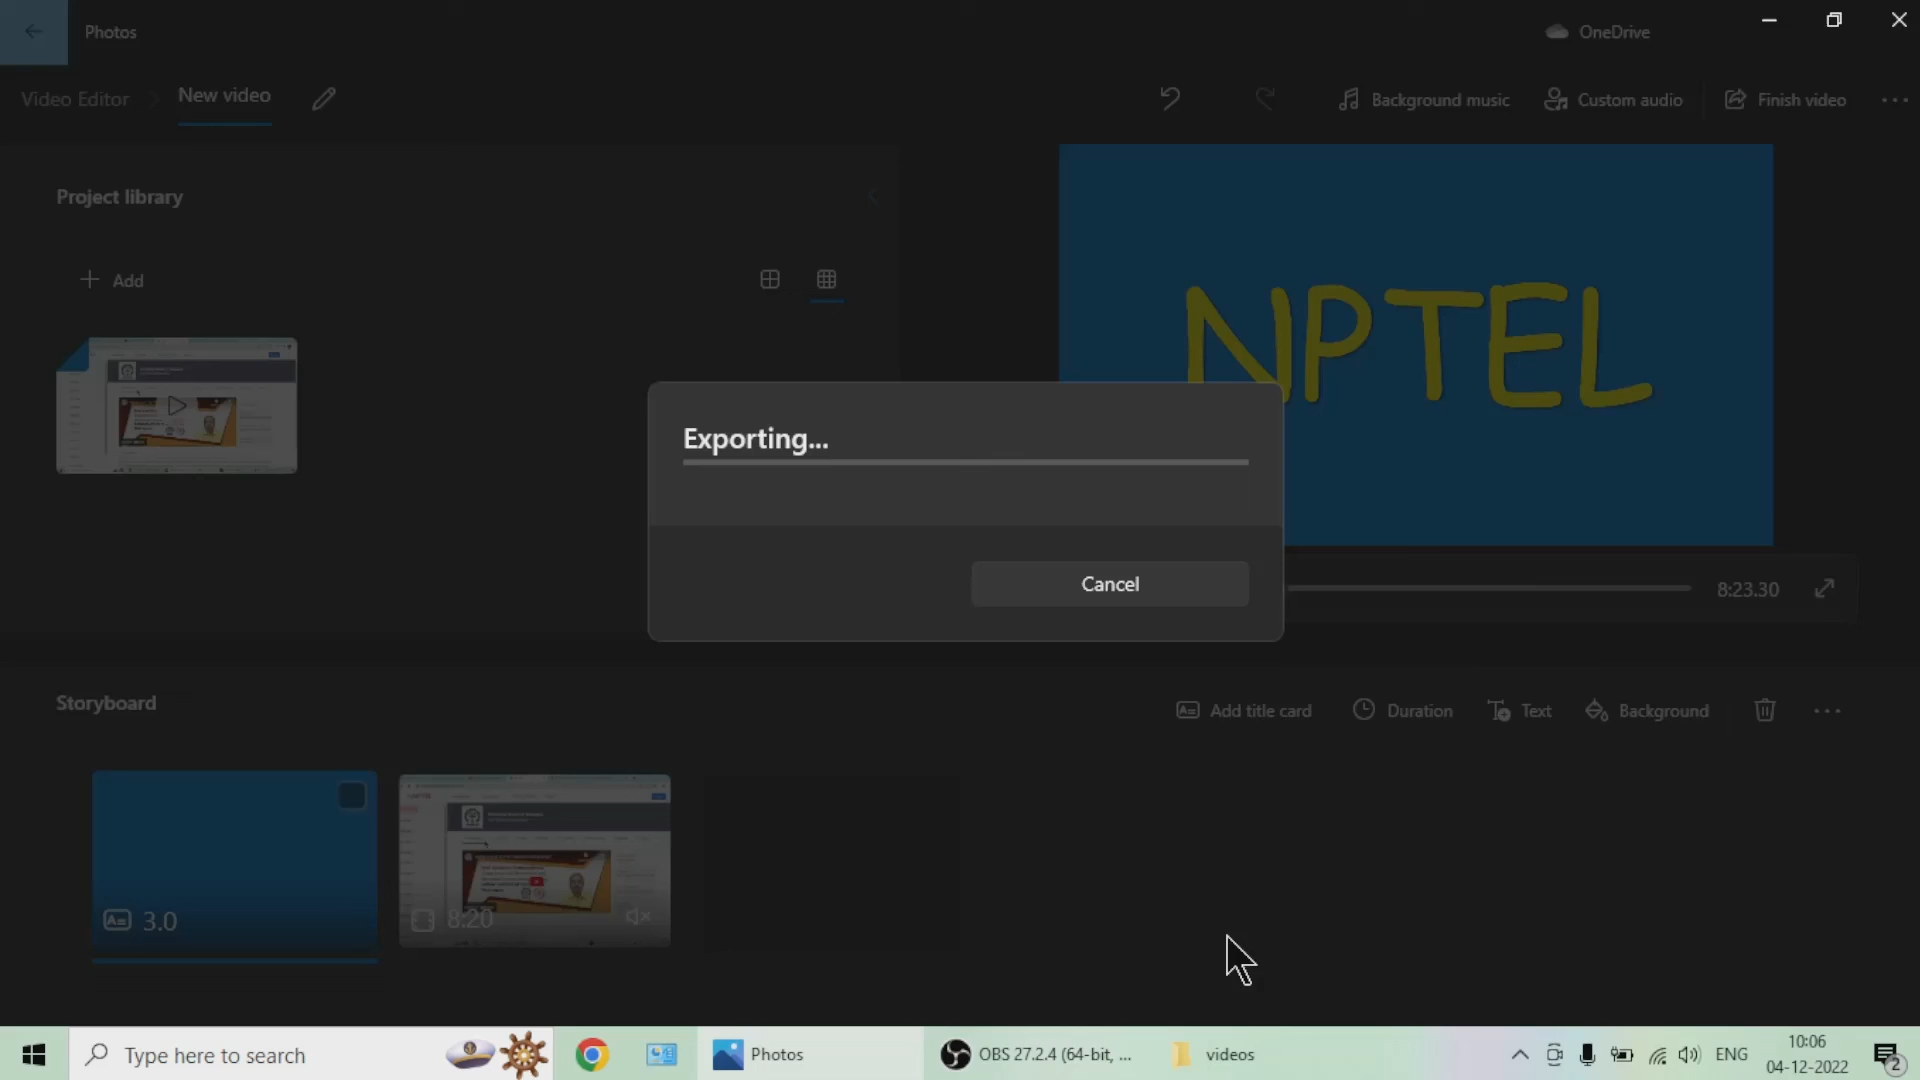 Photos
OneDrive
Video Editor
New video
Background music
Custom audio
Finish video
Project library
Add
NPTEL
Exporting...
Cancel
8:23.30
Storyboard
Add title card
Duration
Text
Background
3.0
8:20
Type here to search
Photos
OBS 27.2.4 (64-bit, ...
videos
ENG
10:06
04-12-2022
2